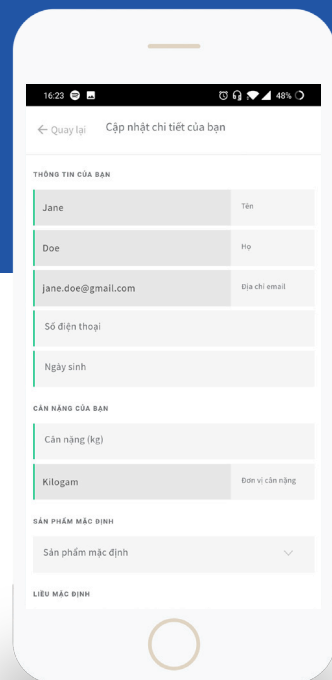 16:23 48%
Quay lại Cập nhật chi tiết của bạn
THÔNG TIN CỦA BẠN
Jane Tên
Doe Họ
jane.doe@gmail.com Địa chỉ email
Số điện thoại
Ngày sinh
CÂN NẶNG CỦA BẠN
Cân nặng (kg)
Kilogam Đơn vị cân nặng
SẢN PHẨM MẶC ĐỊNH
Sản phẩm mặc định
LIỀU MẶC ĐỊNH